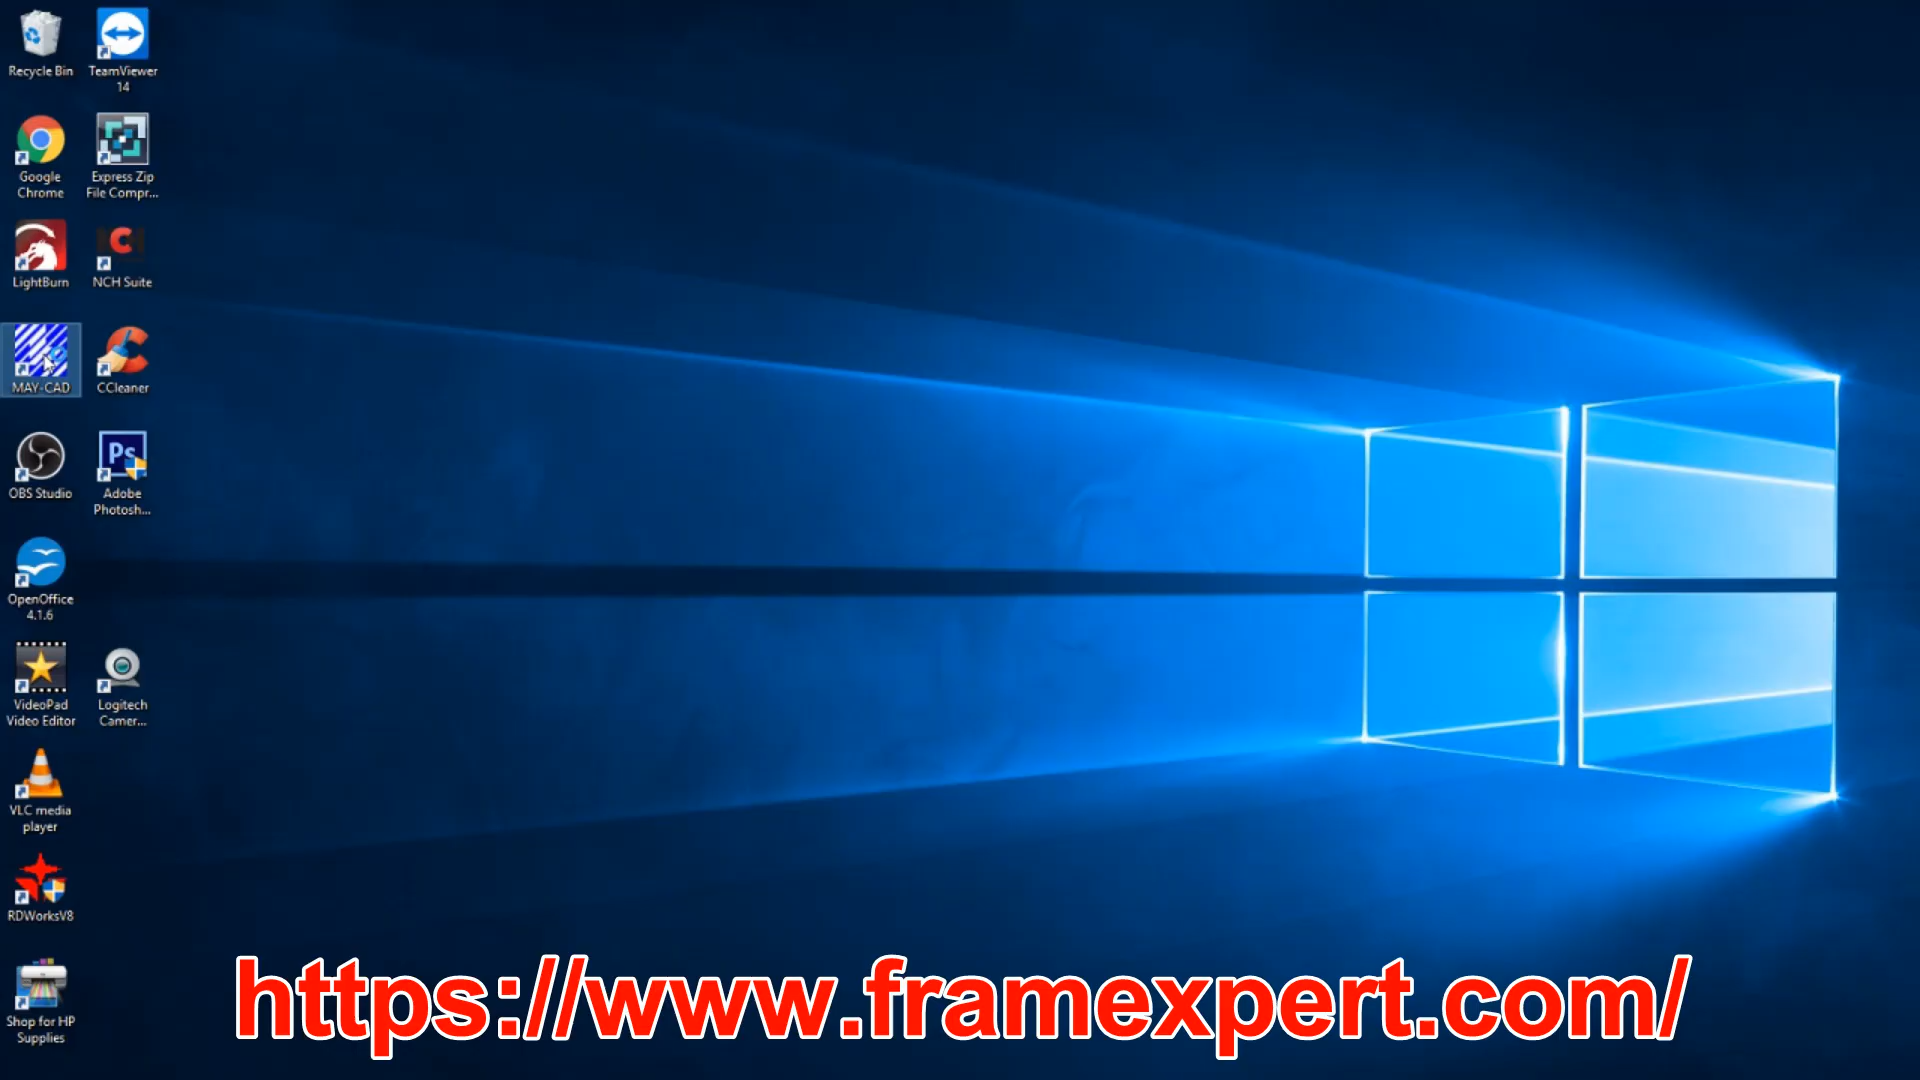 Recycle Bin
TeamViewer
14
Google
Chrome
Express Zip
File Compr...
LightBurn
NCH Suite
MAY-CAD
CCleaner
OBS Studio
Ps
Adobe
Photosh...
OpenOffice
4.1.6
VideoPad
Video Editor
Logitech
Camer...
VLC media
player
RDWorksV8
Shop for HP
Supplies
https://www.framexpert.com/